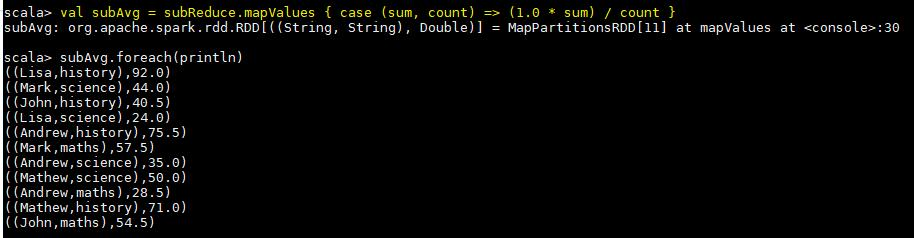 scala> val subAvg = subReduce.mapValues { case (sum, count) => (1.0 * sum) / count }
subAvg: org.apache.spark.rdd.RDD[((String, String), Double)] = MapPartitionsRDD[11] at mapValues at <console>:30
scala> subAvg.foreach(println)
((Lisa,history),92.0)
((Mark,science),44.0)
((John,history),40.5)
((Lisa,science),24.0)
((Andrew,history),75.5)
((Mark,maths),57.5)
((Andrew,science),35.0)
((Mathew,science),50.0)
((Andrew,maths),28.5)
((Mathew,history),71.0)
((John,maths),54.5)